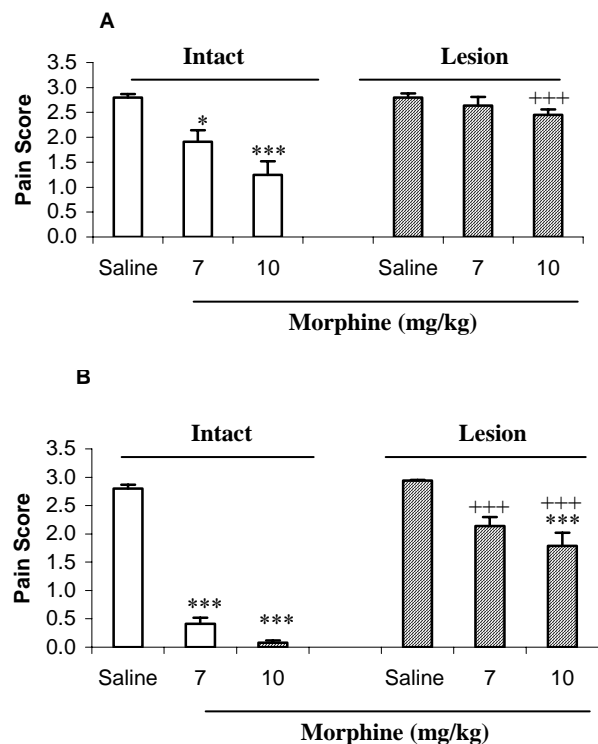 A
Intact Lesion
Pain Score
3.5
3.0
2.5
2.0
1.5
1.0
0.5
0.0
* *** +++
Saline 7 10 Saline 7 10
Morphine (mg/kg)
B
Intact Lesion
Pain Score
3.5
3.0
2.5
2.0
1.5
1.0
0.5
0.0
+++ +++
***
*** ***
Saline 7 10 Saline 7 10
Morphine (mg/kg)